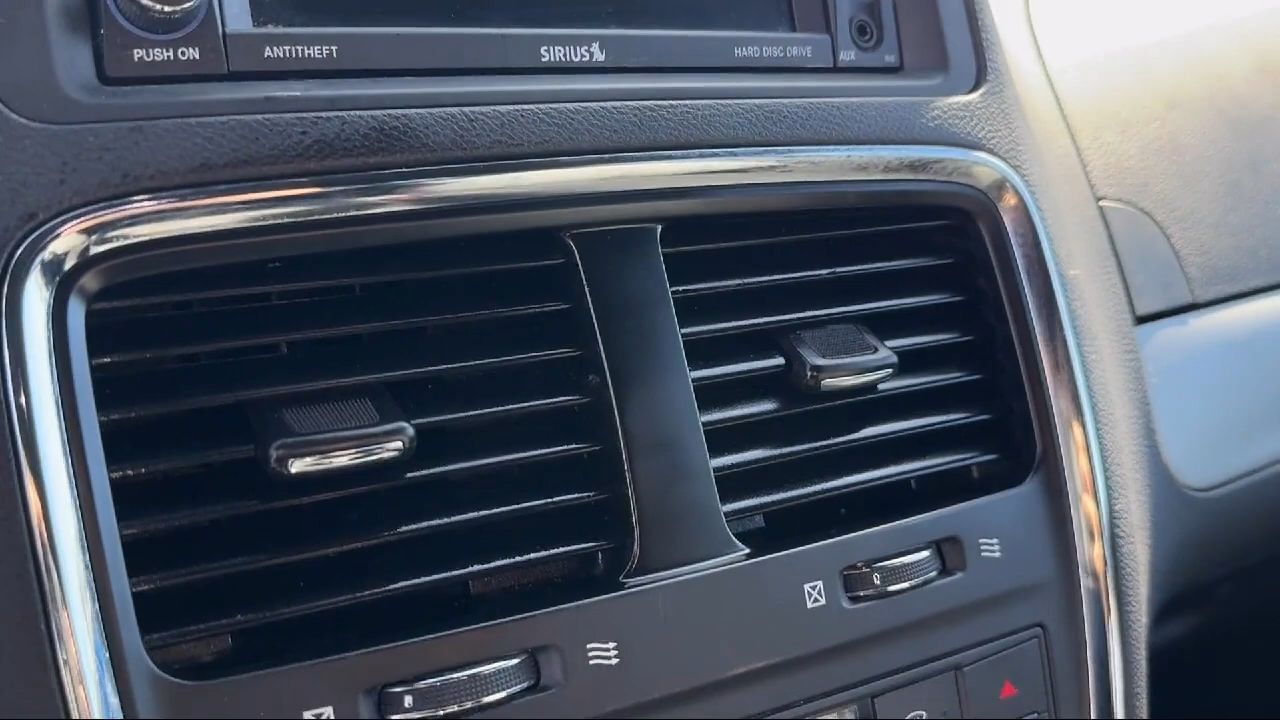 PUSH ON
ANTITHEFT
SIRIUS
HARD DISC DRIVE
AUX